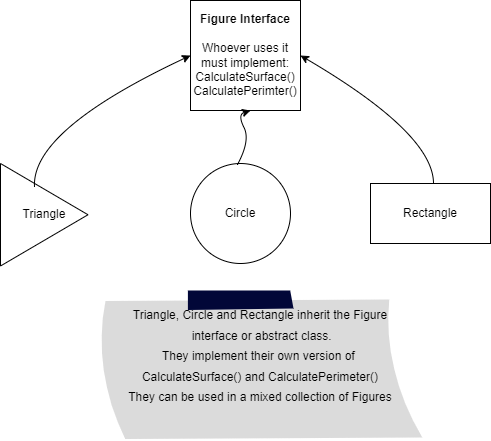 Figure Interface
Whoever uses it
must implement:
CalculateSurface()
CalculatePerimter()
Triangle
Circle
Rectangle
Triangle, Circle and Rectangle inherit the Figure
interface or abstract class.
They implement their own version of
CalculateSurface() and CalculatePerimeter()
They can be used in a mixed collection of Figures